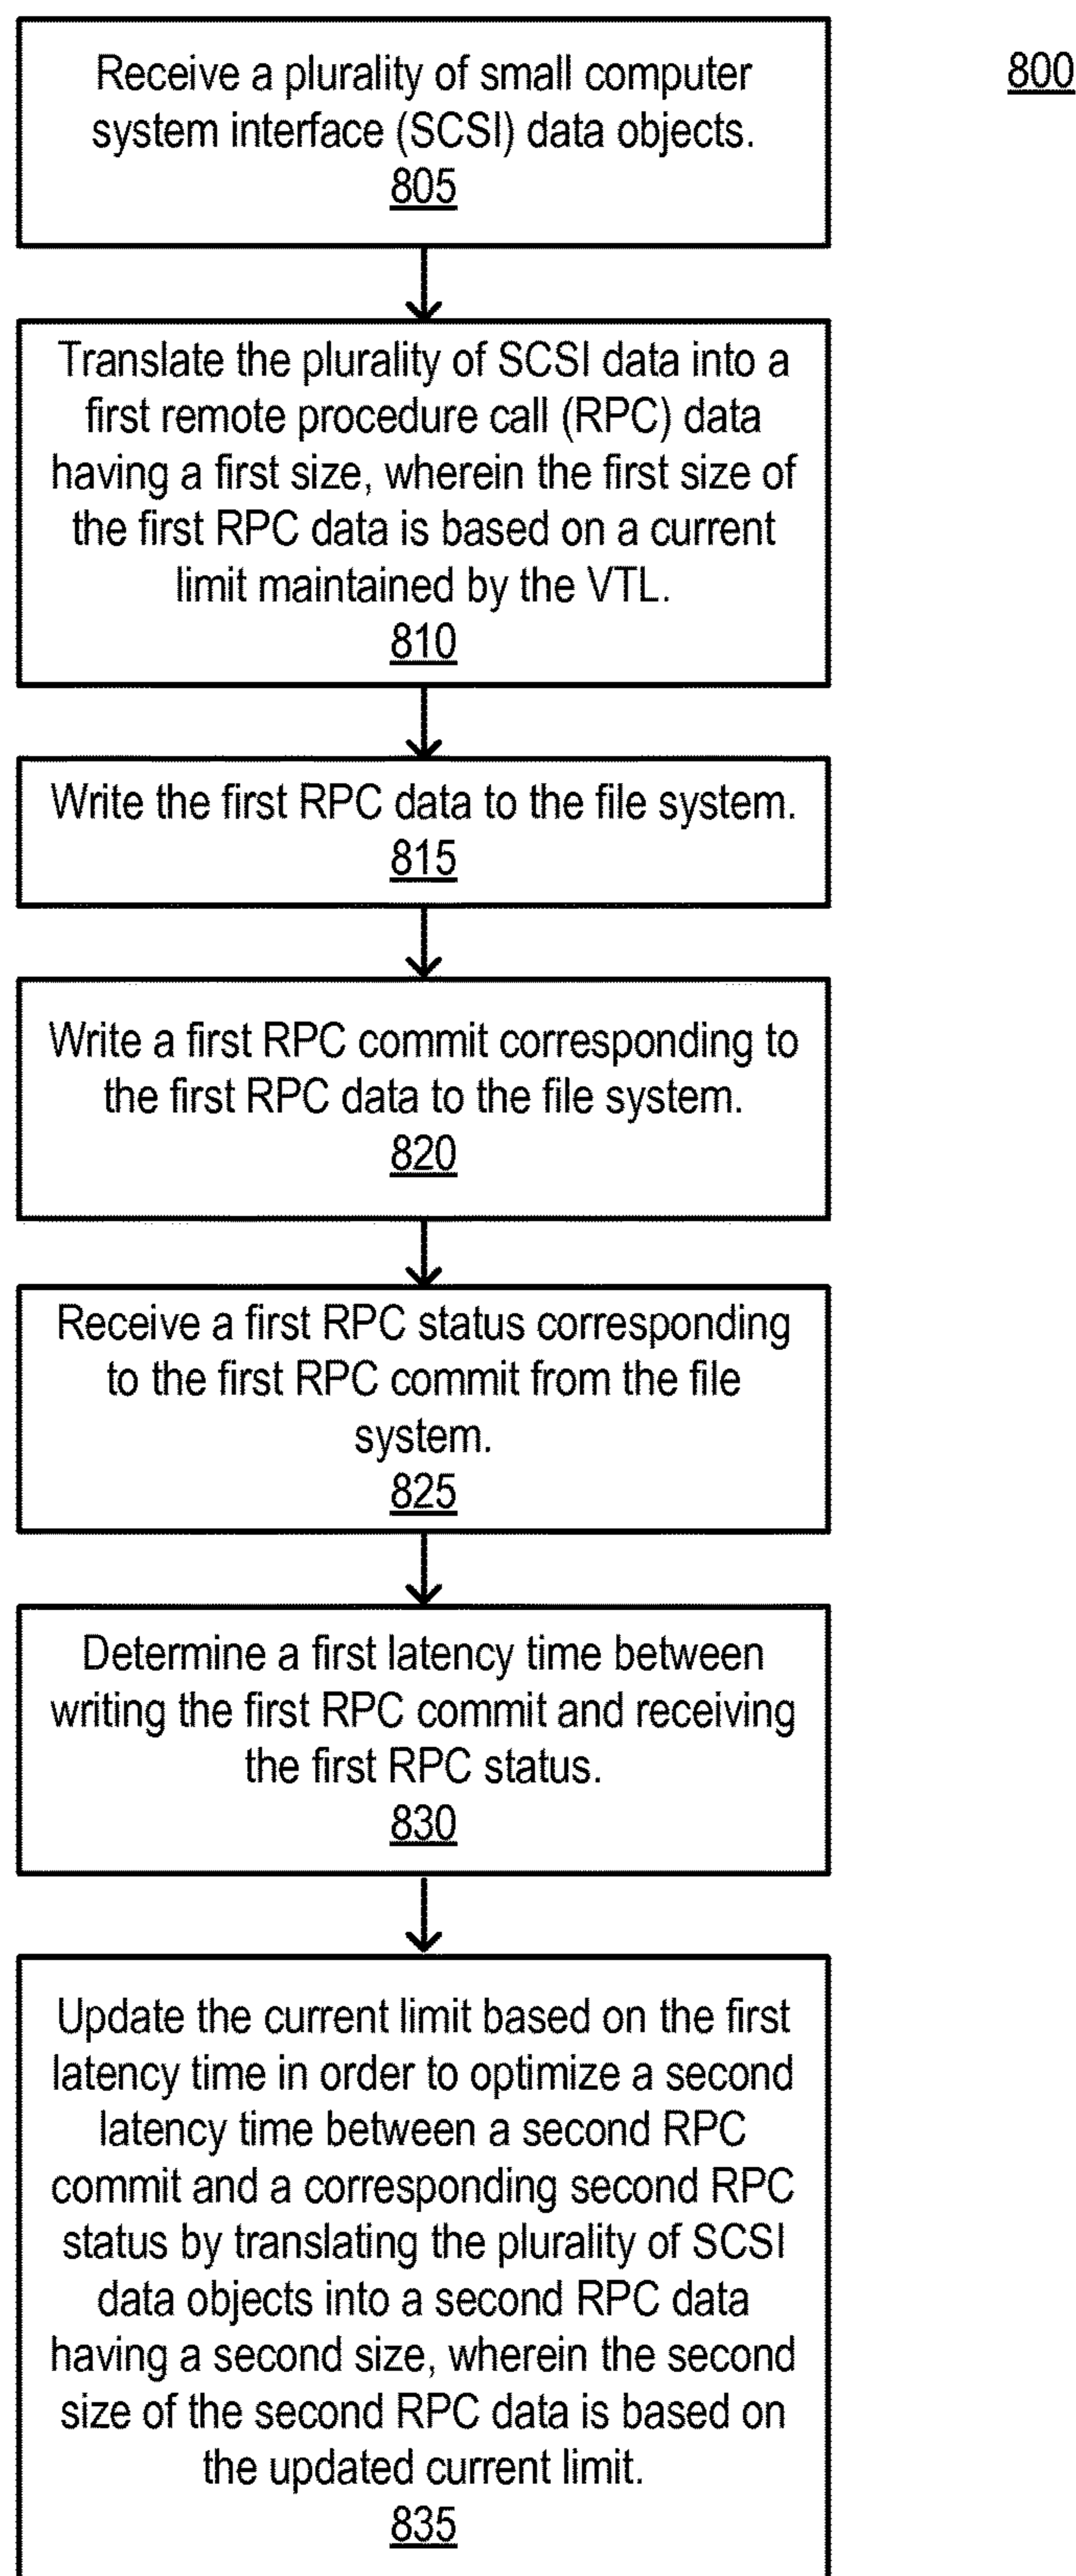 800
Receive a plurality of small computer
system interface (SCSI) data objects.
805
Translate the plurality of SCSI data into a
first remote procedure call (RPC) data
having a first size, wherein the first size of
the first RPC data is based on a current
limit maintained by the VTL.
810
Write the first RPC data to the file system.
815
Write a first RPC commit corresponding to
the first RPC data to the file system.
820
Receive a first RPC status corresponding
to the first RPC commit from the file
system.
825
Determine a first latency time between
writing the first RPC commit and receiving
the first RPC status.
830
Update the current limit based on the first
latency time in order to optimize a second
latency time between a second RPC
commit and a corresponding second RPC
status by translating the plurality of SCSI
data objects into a second RPC data
having a second size, wherein the second
size of the second RPC data is based on
the updated current limit.
835